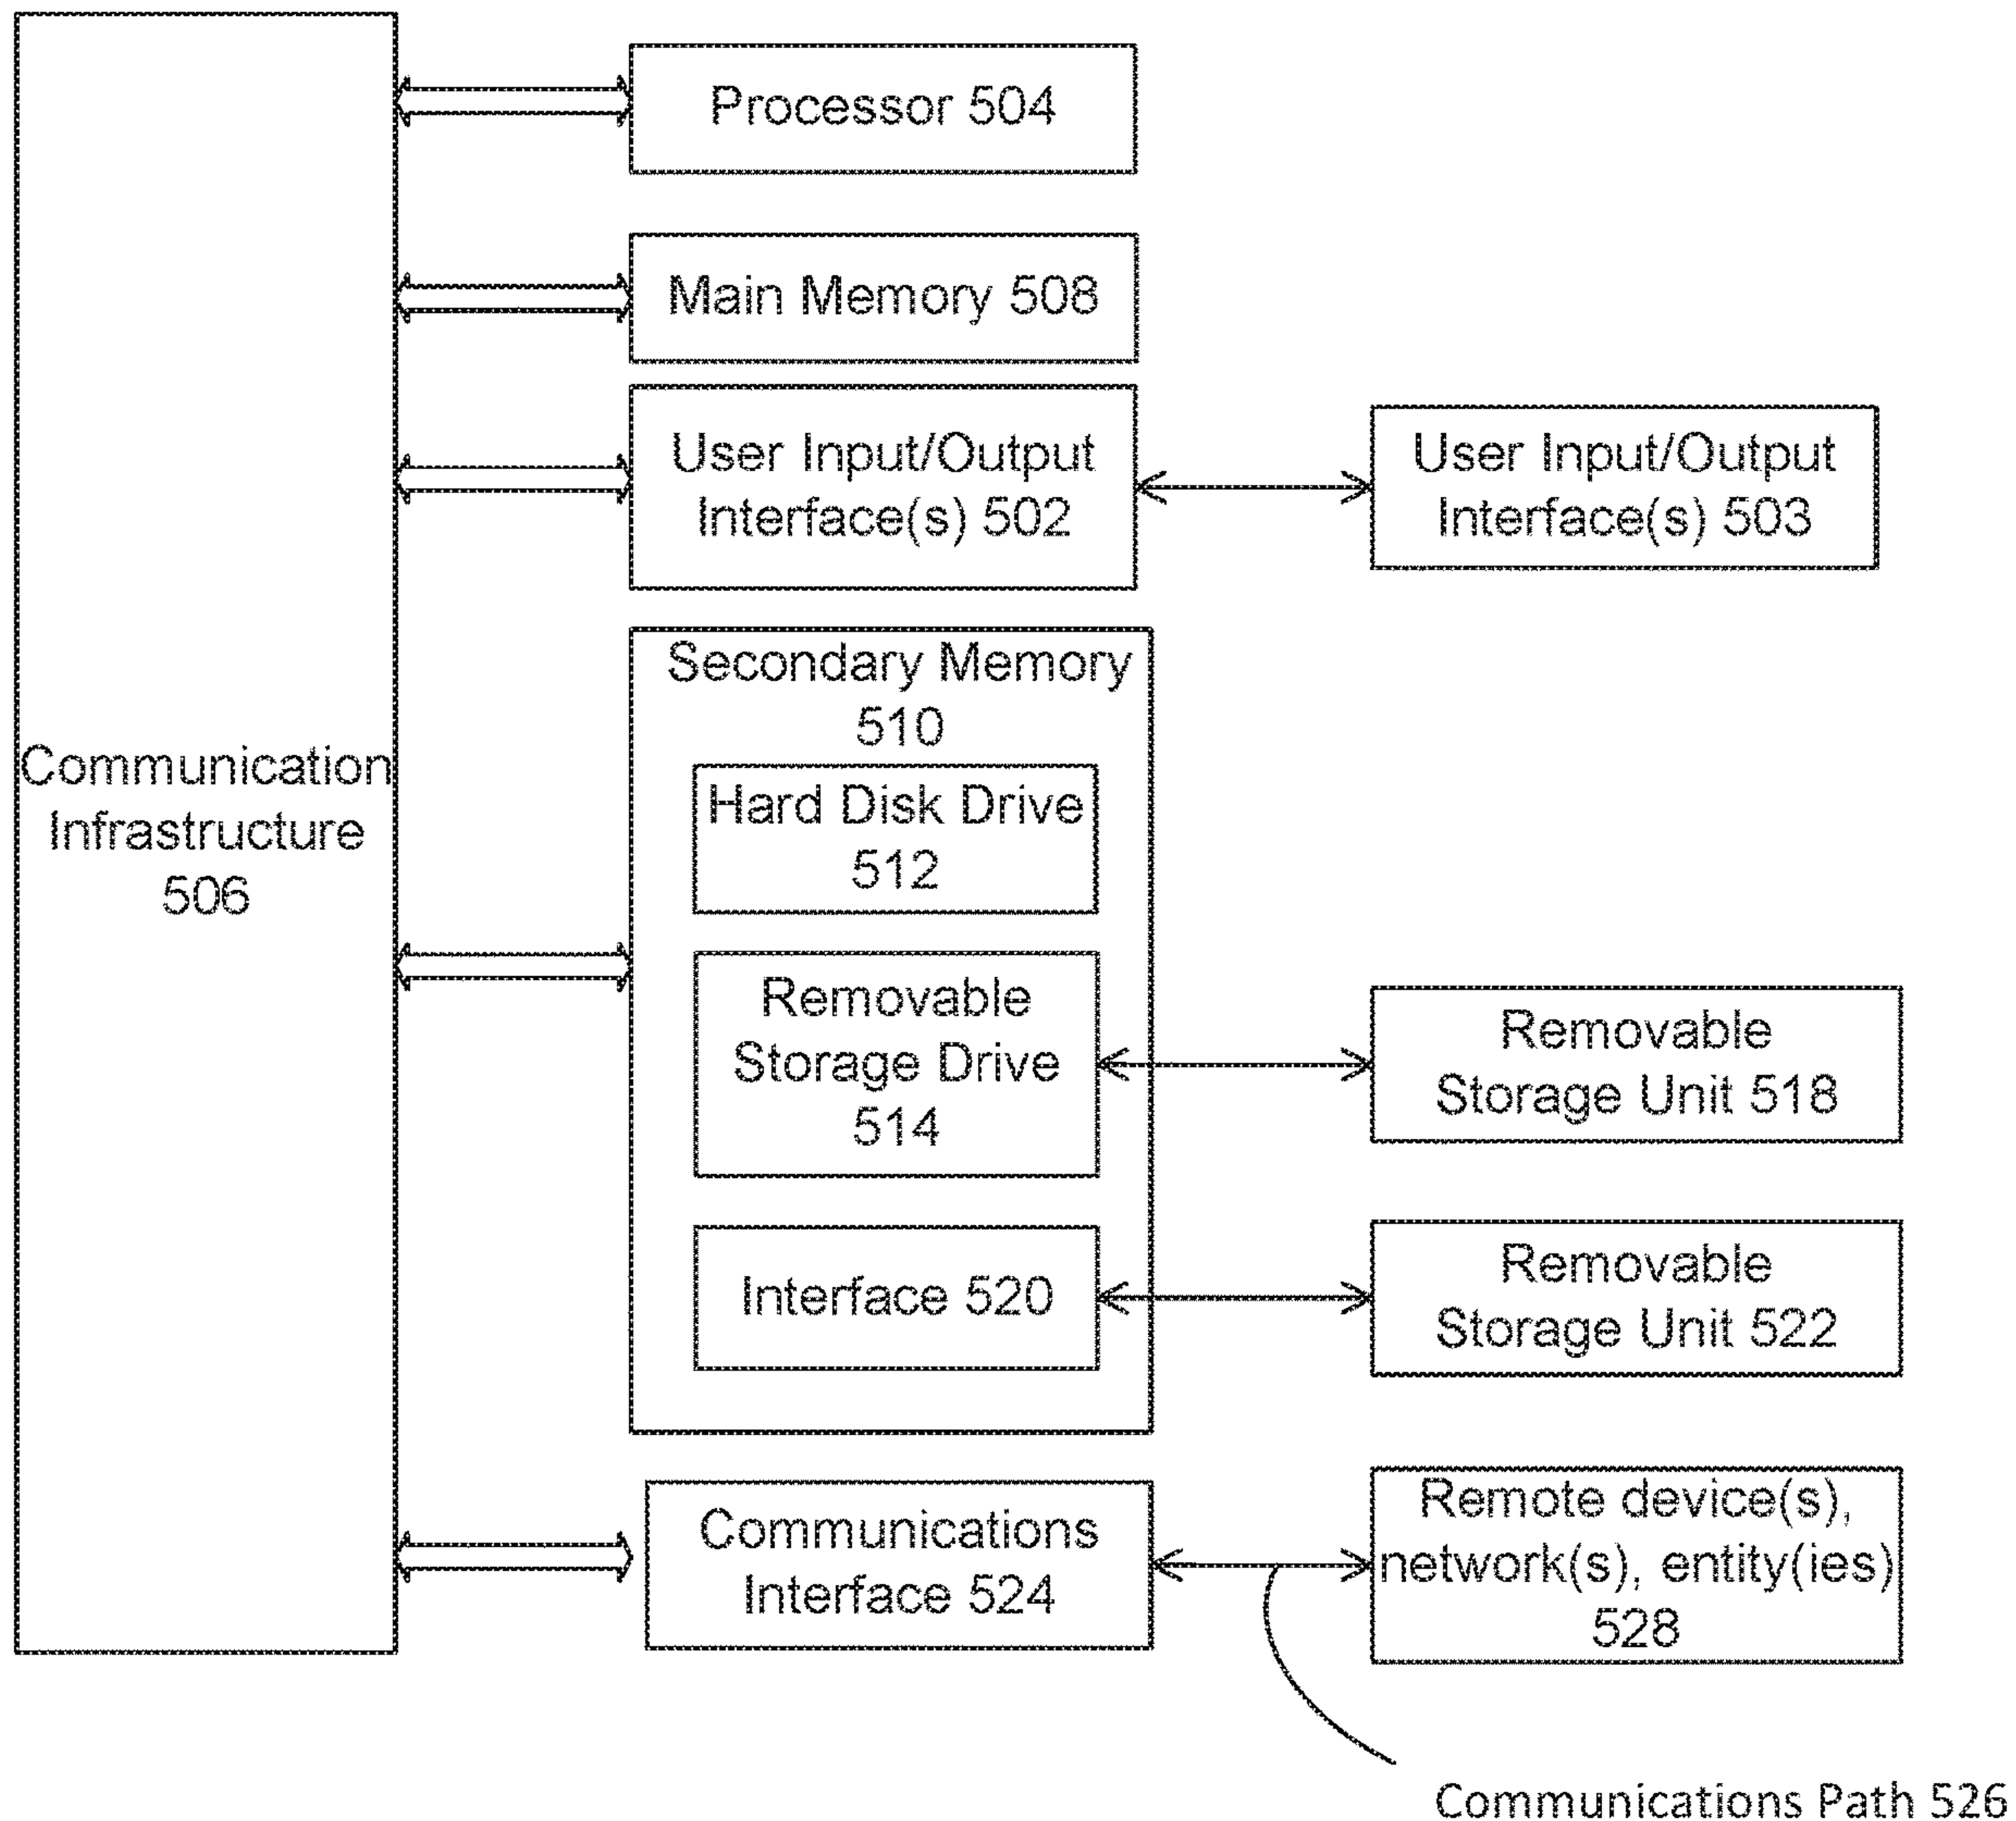 Processor 504
Main Memory 508
User Input/Output
Interface(s) 502
User Input/Output
Interface(s) 503
Communication
Infrastructure
506
Secondary Memory
510
Hard Disk Drive
512
Removable
Storage Drive
514
Removable
Storage Unit 518
Interface 520
Removable
Storage Unit 522
Communications
Interface 524
Remote device(s),
network(s), entity(ies)
528
Communications Path 526